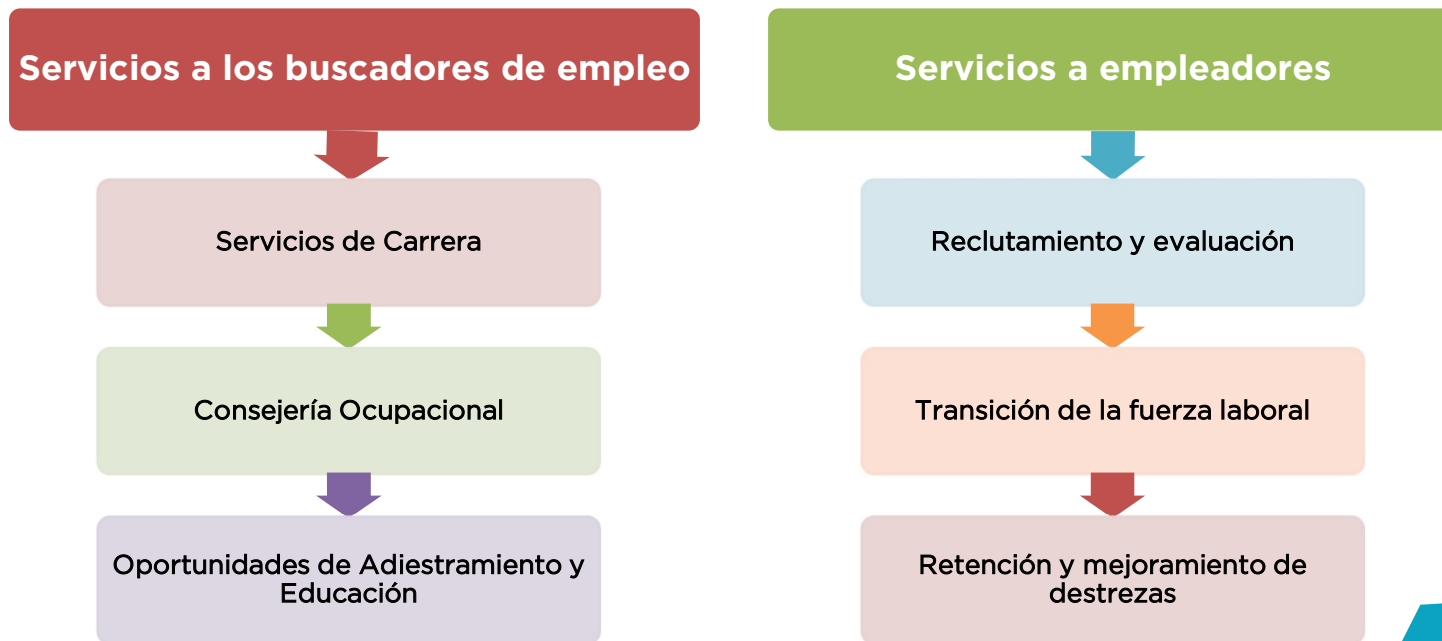 Servicios a los buscadores de empleo
Servicios de Carrera
Consejería Ocupacional
Oportunidades de Adiestramiento y
Educación
Servicios a empleadores
Reclutamiento y evaluación
Transición de la fuerza laboral
Retención y mejoramiento de
destrezas